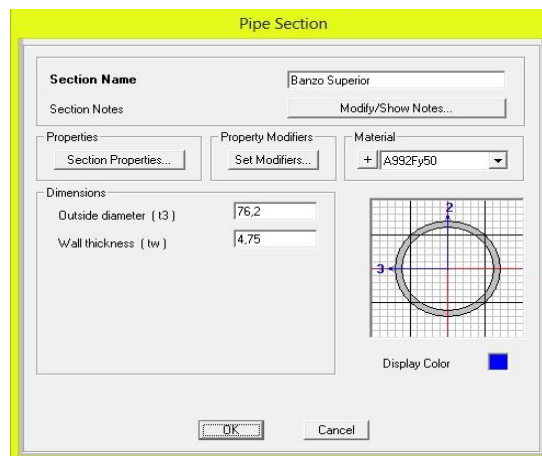 Pipe Section
Section Name
Banzo Superior
Section Notes
Modify/Show Notes...
Properties
Section Properties...
Property Modifiers
Set Modifiers...
Material
+
A992Fy50
Dimensions
Outside diameter ( t3 )
76,2
Wall thickness ( tw )
4,75
2
3
Display Color
OK
Cancel